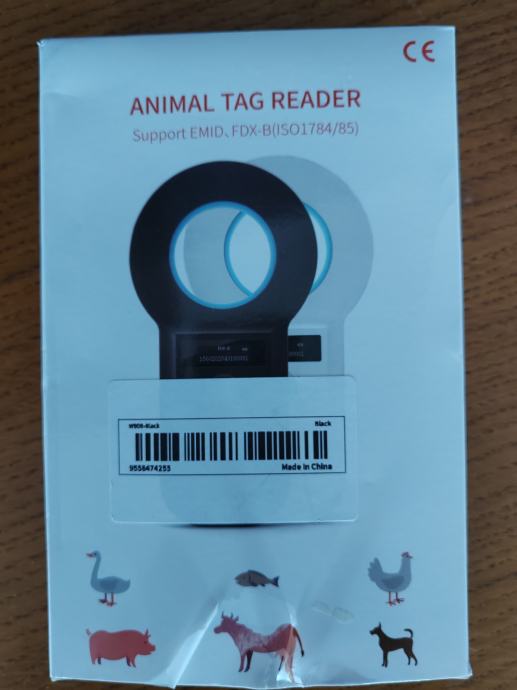 CE
ANIMAL TAG READER
Support EMID、FDX-B(ISO1784/85)
W90B-Black Black
9558474255
Made in China